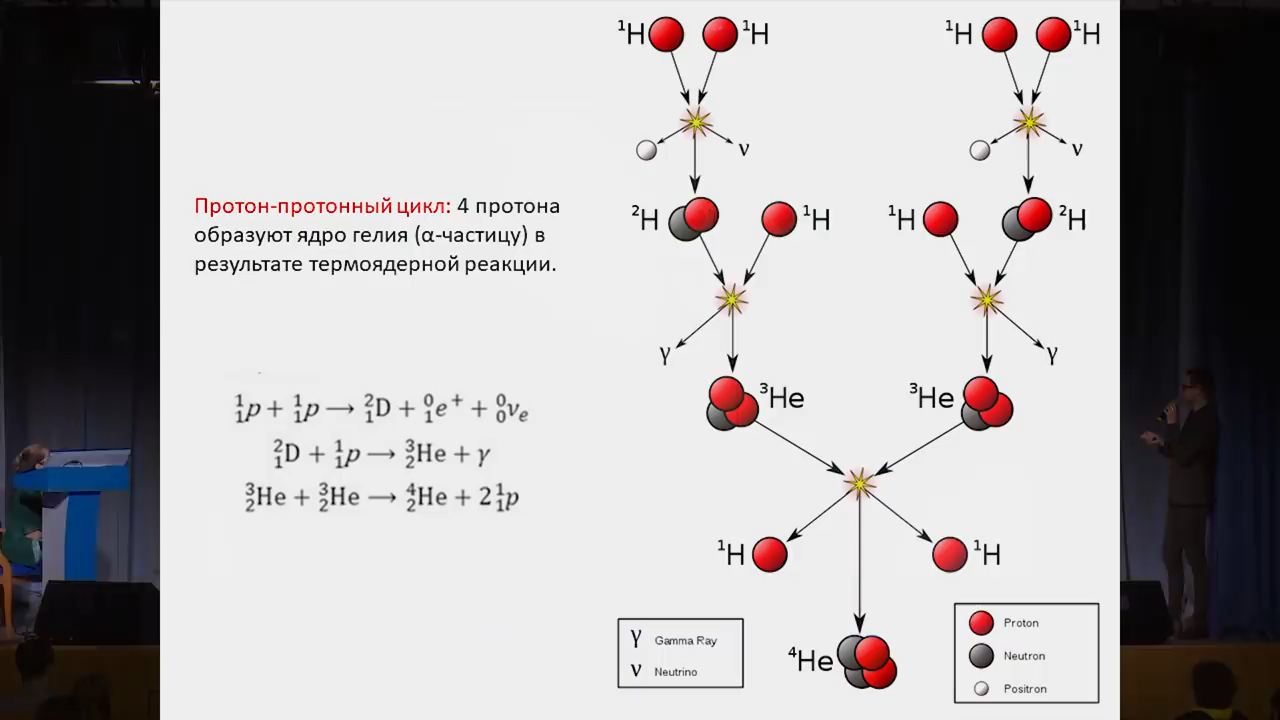 Протон-протонный цикл: 4 протона
образуют ядро гелия (α-частицу) в
результате термоядерной реакции.
¹₁p + ¹₁p → ²₁D + ⁰₁e⁺ + ⁰₀νₑ
²₁D + ¹₁p → ³₂He + γ
³₂He + ³₂He → ⁴₂He + 2 ¹₁p
¹H ¹H ¹H ¹H
ν ν
²H ¹H ¹H ²H
γ γ
³He ³He
¹H ¹H
⁴He
γ Gamma Ray
ν Neutrino
Proton
Neutron
Positron